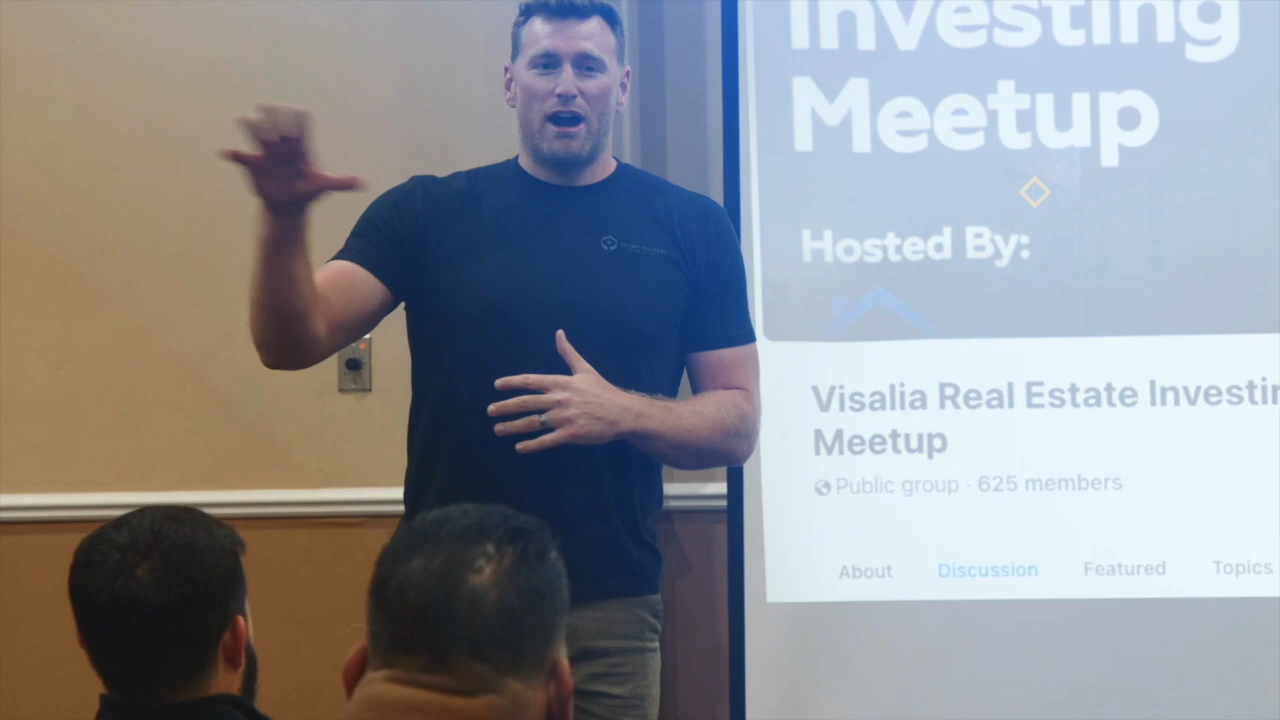 Investing
Meetup
Hosted By:
Visalia Real Estate Investin
Meetup
Public group · 625 members
About Discussion Featured Topics